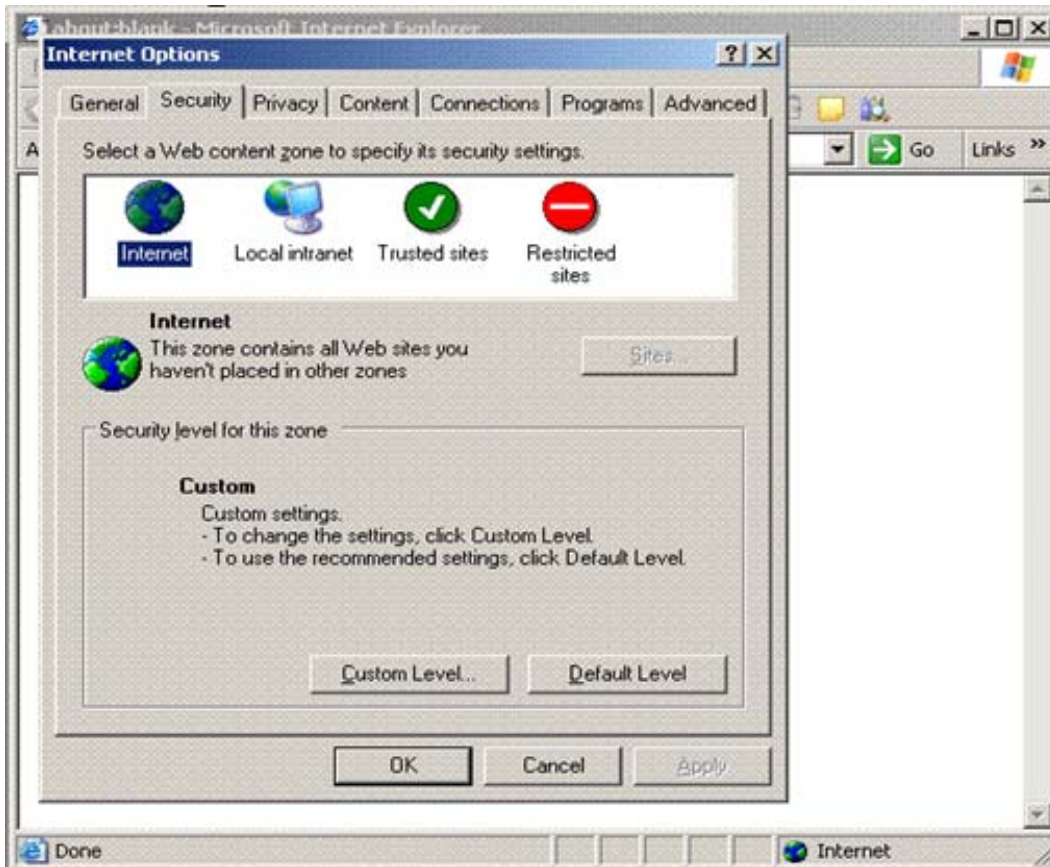 about:blank - Microsoft Internet Explorer
Internet Options
General Security Privacy Content Connections Programs Advanced
A
Go Links »
Select a Web content zone to specify its security settings.
Internet Local intranet Trusted sites Restricted
sites
Internet
This zone contains all Web sites you
haven't placed in other zones
Sites...
Security level for this zone
Custom
Custom settings.
- To change the settings, click Custom Level.
- To use the recommended settings, click Default Level.
Custom Level... Default Level
OK Cancel Apply
Done Internet